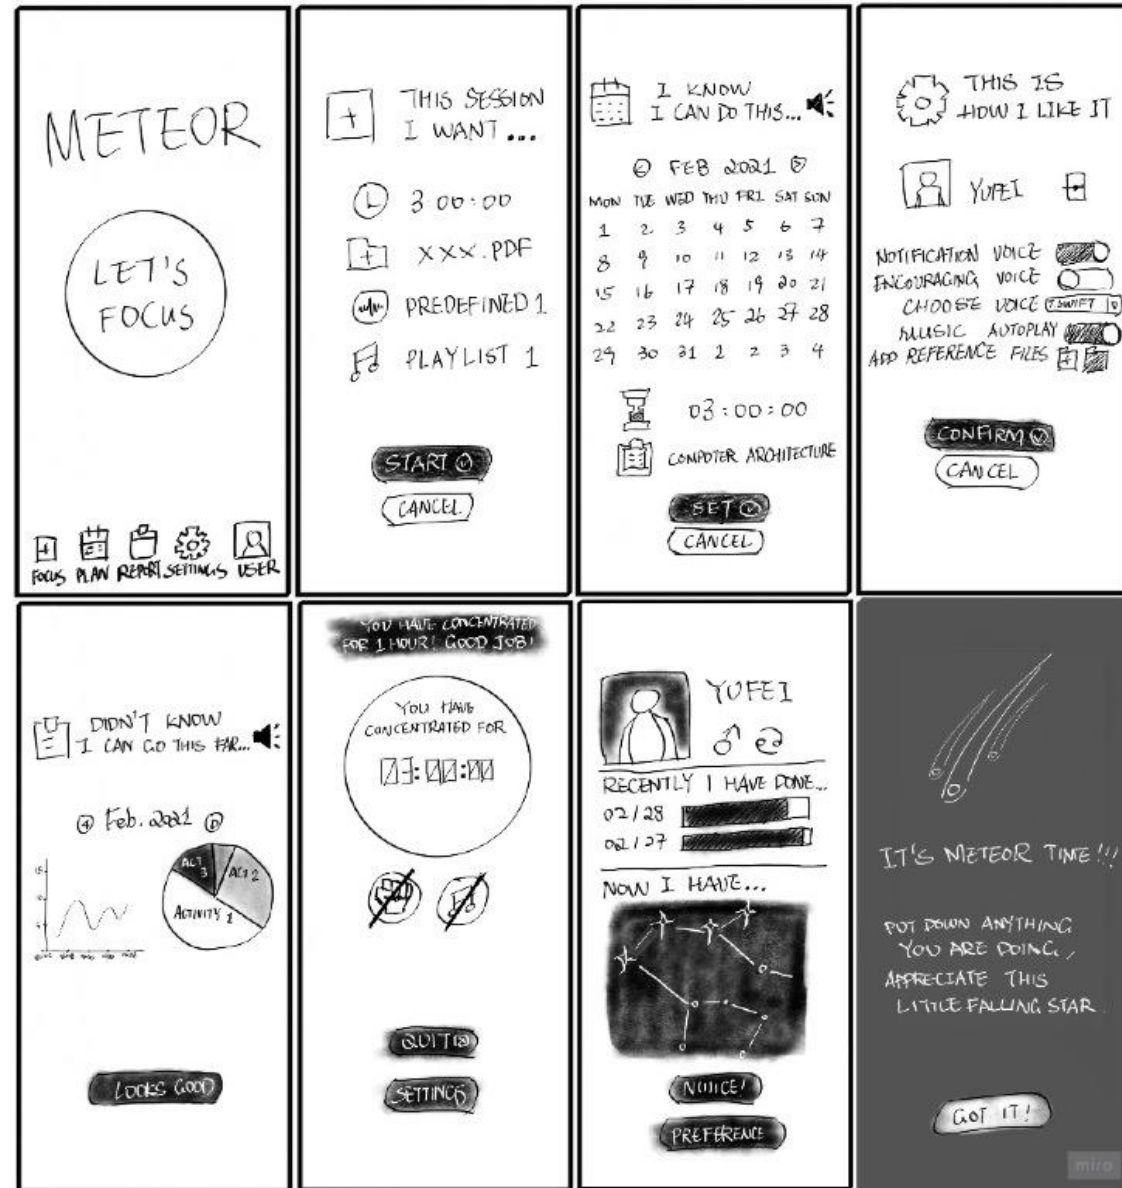 METEOR
LET'S
FOCUS
FOCUS PLAN REPORT SETTINGS USER
THIS SESSION
I WANT ...
3:00:00
XXX.PDF
PREDEFINED 1
PLAYLIST 1
START
CANCEL
I KNOW
I CAN DO THIS...
FEB 2021
MON TUE WED THU FRI SAT SUN
1 2 3 4 5 6 7
8 9 10 11 12 13 14
15 16 17 18 19 20 21
22 23 24 25 26 27 28
29 30 31 1 2 3 4
03:00:00
COMPUTER ARCHITECTURE
SET
CANCEL
THIS IS
HOW I LIKE IT
YUFEI
NOTIFICATION VOICE
ENCOURAGING VOICE
CHOOSE VOICE T.SWIFT
MUSIC AUTOPLAY
ADD REFERENCE FILES
CONFIRM
CANCEL
DIDN'T KNOW
I CAN GO THIS FAR...
Feb. 2021
15
10
5
ACT
3
ACT 2
ACTIVITY 1
LOOKS GOOD
YOU HAVE CONCENTRATED
FOR 1 HOUR! GOOD JOB!
YOU HAVE
CONCENTRATED FOR
03:00:00
QUIT
SETTINGS
YUFEI
RECENTLY I HAVE DONE...
02/28
02/27
NOW I HAVE...
NOTICE!
PREFERENCE
IT'S METEOR TIME!!!
PUT DOWN ANYTHING
YOU ARE DOING,
APPRECIATE THIS
LITTLE FALLING STAR.
GOT IT!
miro